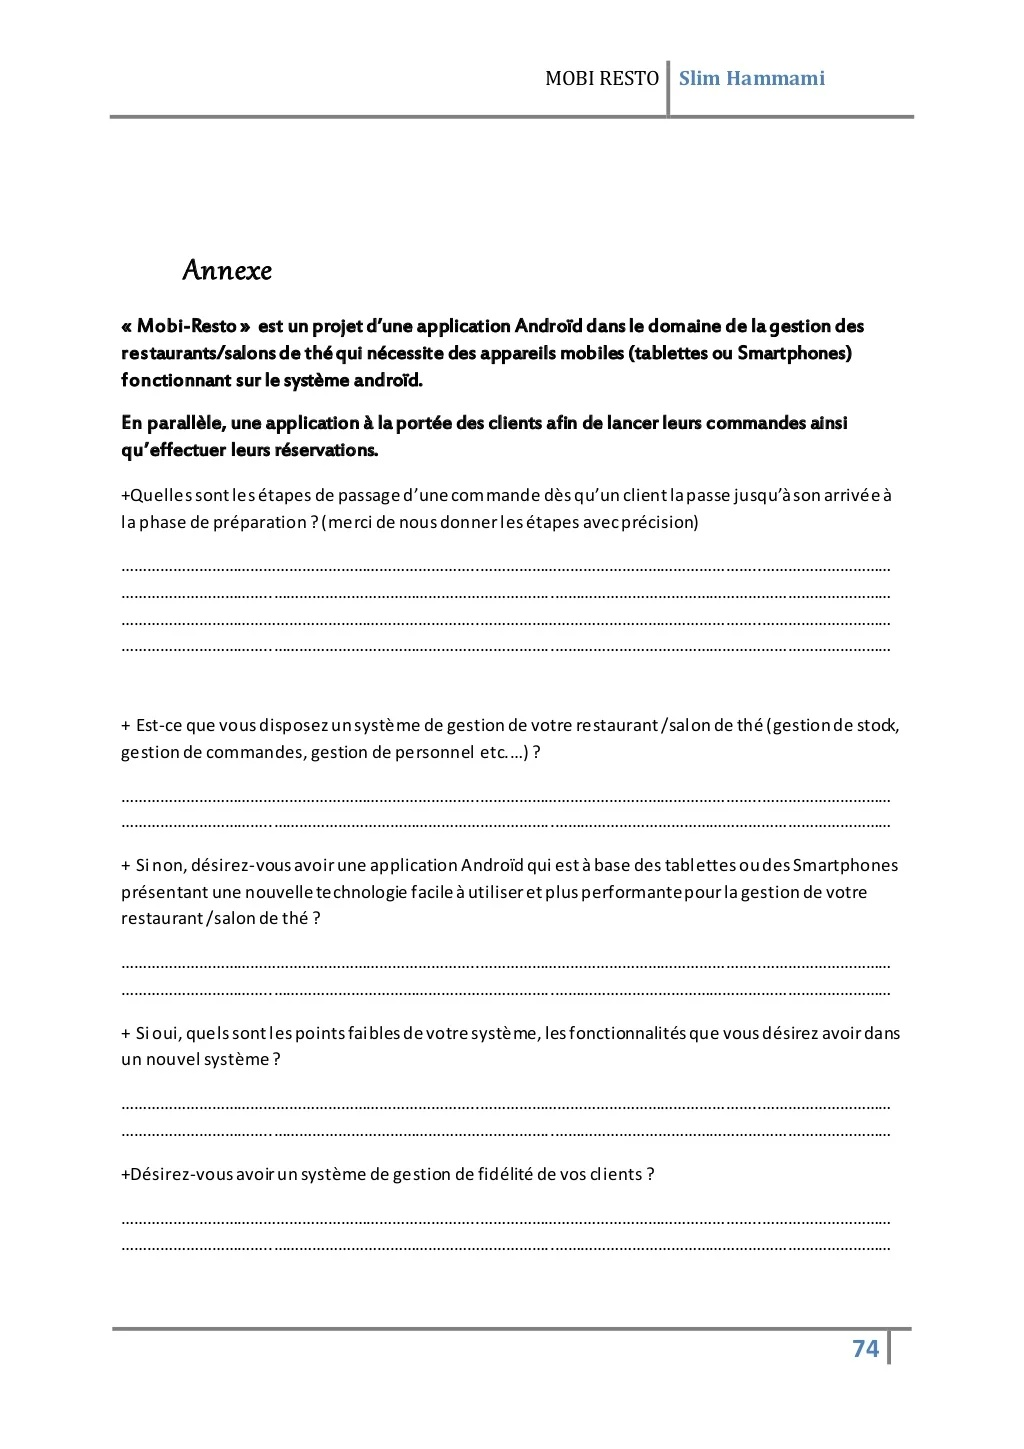 MOBI RESTO Slim Hammami
Annexe
« Mobi-Resto » est un projet d’une application Androïd dans le domaine de la gestion des
restaurants/salons de thé qui nécessite des appareils mobiles (tablettes ou Smartphones)
fonctionnant sur le système androïd.
En parallèle, une application à la portée des clients afin de lancer leurs commandes ainsi
qu’effectuer leurs réservations.
+Quelles sont les étapes de passage d’une commande dès qu’un client la passe jusqu’à son arrivée à
la phase de préparation ? (merci de nous donner les étapes avec précision)
+ Est-ce que vous disposez un système de gestion de votre restaurant /salon de thé (gestion de stock,
gestion de commandes, gestion de personnel etc.…) ?
+ Si non, désirez-vous avoir une application Androïd qui est à base des tablettes ou des Smartphones
présentant une nouvelle technologie facile à utiliser et plus performante pour la gestion de votre
restaurant /salon de thé ?
+ Si oui, quels sont les points faibles de votre système, les fonctionnalités que vous désirez avoir dans
un nouvel système ?
+Désirez-vous avoir un système de gestion de fidélité de vos clients ?
74